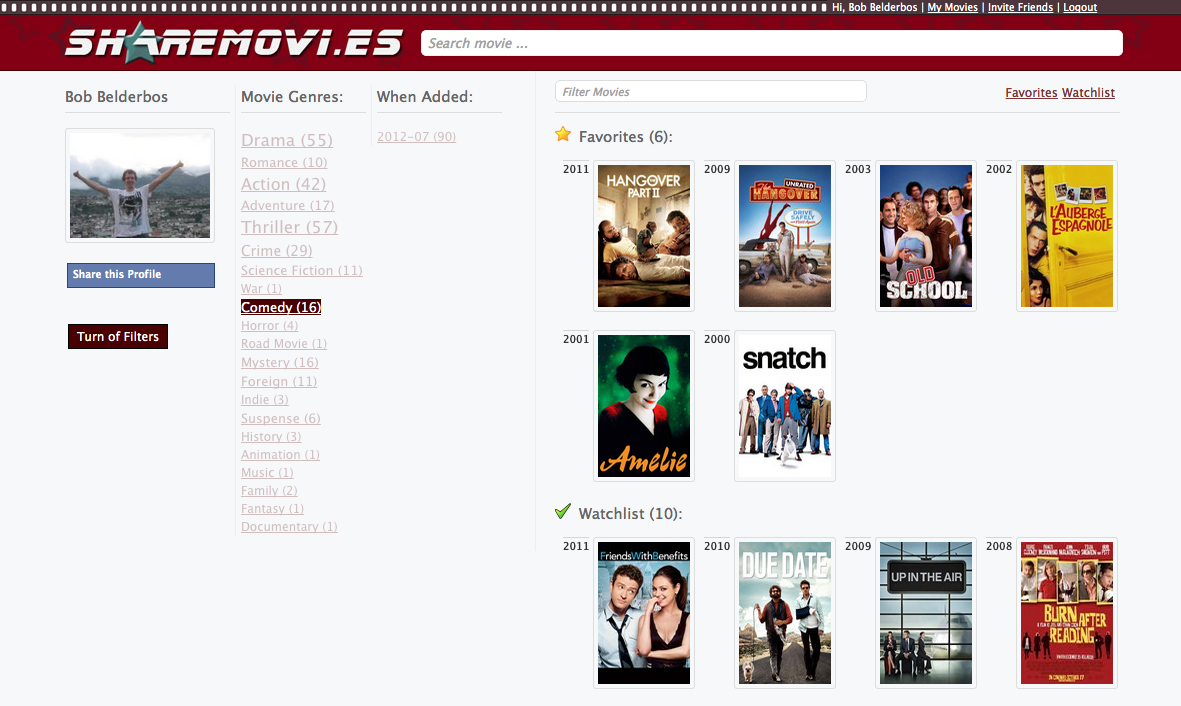 Hi, Bob Belderbos | My Movies | Invite Friends | Logout
SHAREMOVI.ES
Search movie ...
Bob Belderbos
Share this Profile
Turn of Filters
Movie Genres:
Drama (55)
Romance (10)
Action (42)
Adventure (17)
Thriller (57)
Crime (29)
Science Fiction (11)
War (1)
Comedy (16)
Horror (4)
Road Movie (1)
Mystery (16)
Foreign (11)
Indie (3)
Suspense (6)
History (3)
Animation (1)
Music (1)
Family (2)
Fantasy (1)
Documentary (1)
When Added:
2012-07 (90)
Filter Movies
Favorites Watchlist
Favorites (6):
2011
HANGOVER
PART II
2009
UNRATED
The
HANGOVER
DRIVE
SAFELY
2003
OLD
SCHOOL
2002
L'AUBERGE
ESPAGNOLE
2001
Amélie
2000
snatch
Watchlist (10):
2011
FriendsWithBenefits
2010
DUE DATE
2009
UP IN THE AIR
2008
BURN AFTER
READING